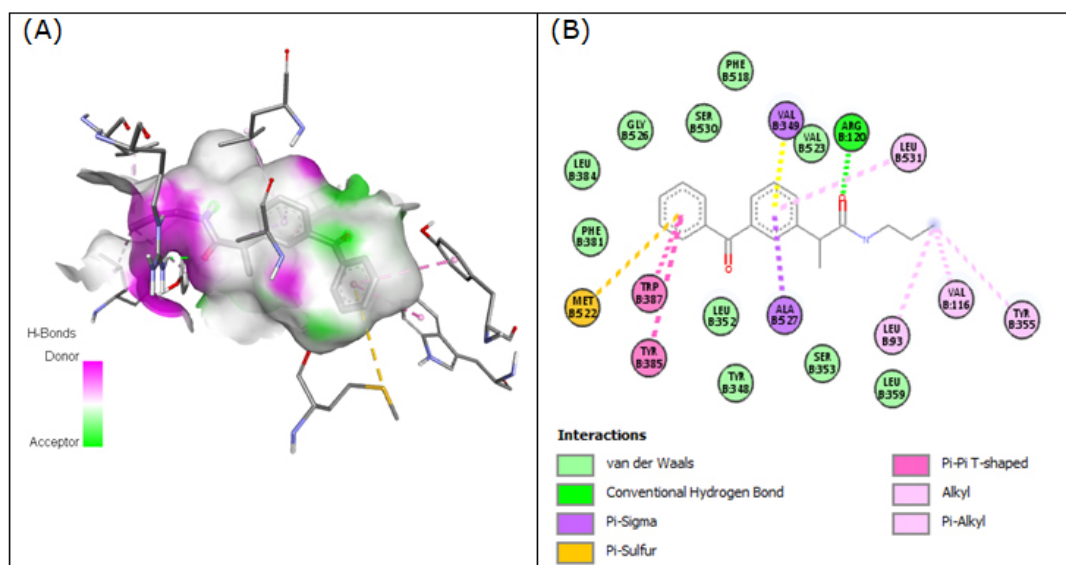 (A)
H-Bonds
Donor
Acceptor
(B)
PHE
B:518
GLY
B:526
SER
B:530
VAL
B:349
VAL
B:523
ARG
B:120
LEU
B:531
LEU
B:384
PHE
B:381
O
N
O
MET
B:522
TRP
B:387
LEU
B:352
ALA
B:527
VAL
B:116
TYR
B:355
LEU
B:93
TYR
B:385
TYR
B:348
SER
B:353
LEU
B:359
Interactions
van der Waals
Conventional Hydrogen Bond
Pi-Sigma
Pi-Sulfur
Pi-Pi T-shaped
Alkyl
Pi-Alkyl